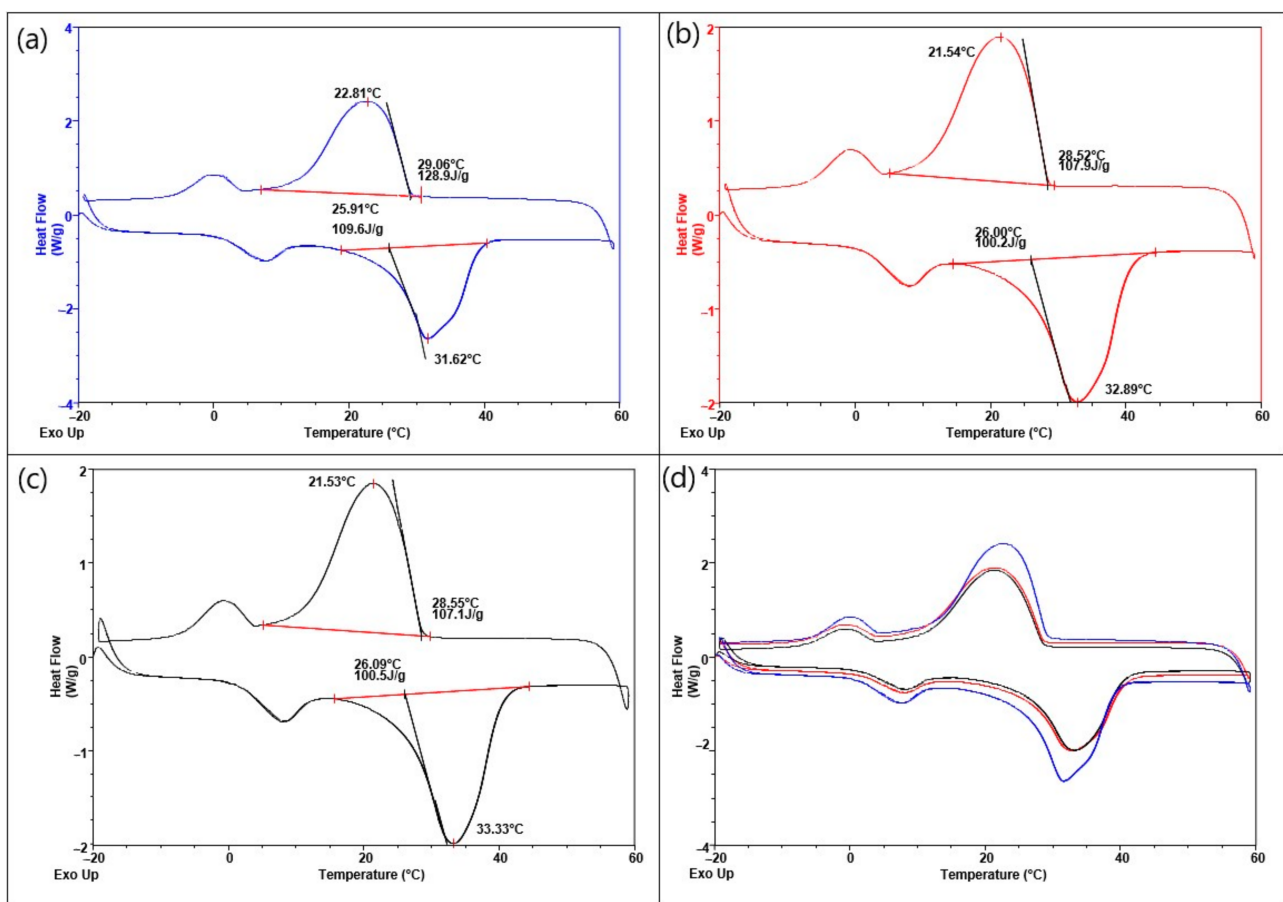 (a)
4
2
0
−2
−4
Heat Flow
(W/g)
22.81°C
29.06°C
128.9J/g
25.91°C
109.6J/g
31.62°C
−20
0
20
40
60
Exo Up
Temperature (°C)
(b)
2
1
0
−1
−2
Heat Flow
(W/g)
21.54°C
28.52°C
107.9J/g
26.00°C
100.2J/g
32.89°C
−20
0
20
40
60
Exo Up
Temperature (°C)
(c)
2
1
0
−1
−2
Heat Flow
(W/g)
21.53°C
28.55°C
107.1J/g
26.09°C
100.5J/g
33.33°C
−20
0
20
40
60
Exo Up
Temperature (°C)
(d)
4
2
0
−2
−4
Heat Flow
(W/g)
−20
0
20
40
60
Exo Up
Temperature (°C)